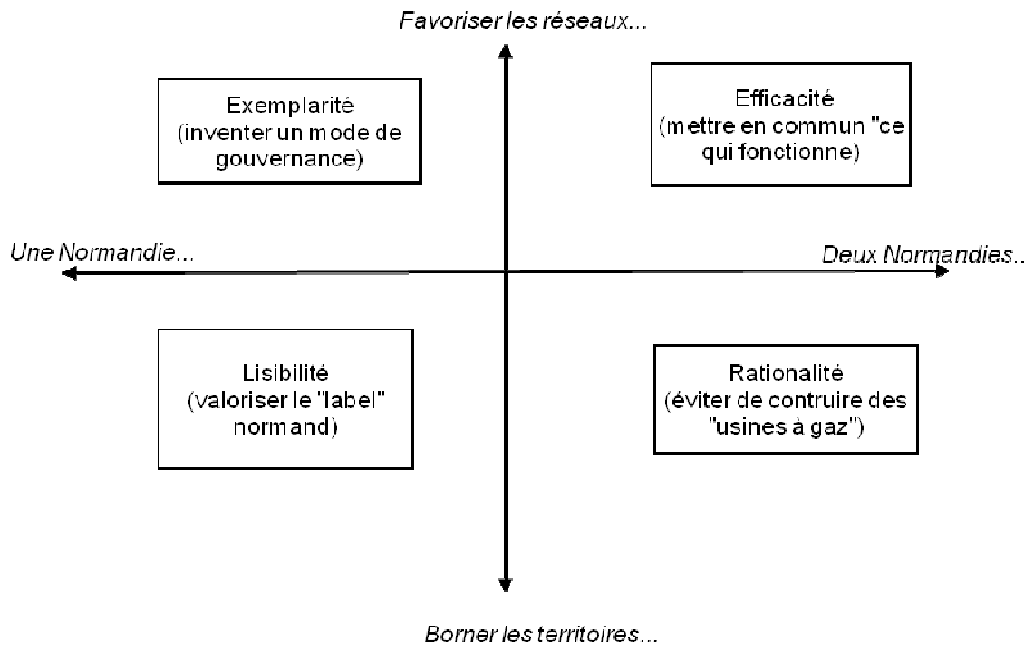 Favoriser les réseaux...
Exemplarité
(inventer un mode de
gouvernance)
Efficacité
(mettre en commun "ce
qui fonctionne)
Une Normandie...
Deux Normandies..
Lisibilité
(valoriser le "label"
normand)
Rationalité
(éviter de contruire des
"usines à gaz")
Borner les territoires...